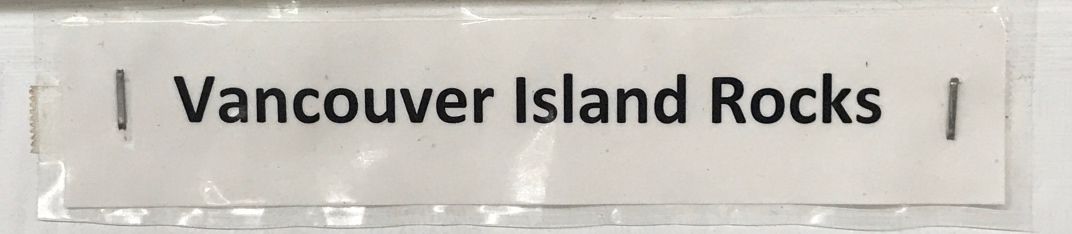 Vancouver Island Rocks